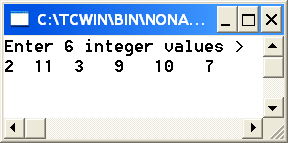 C:\TCWIN\BIN\NONA...
Enter 6 integer values >
2 11 3 9 10 7